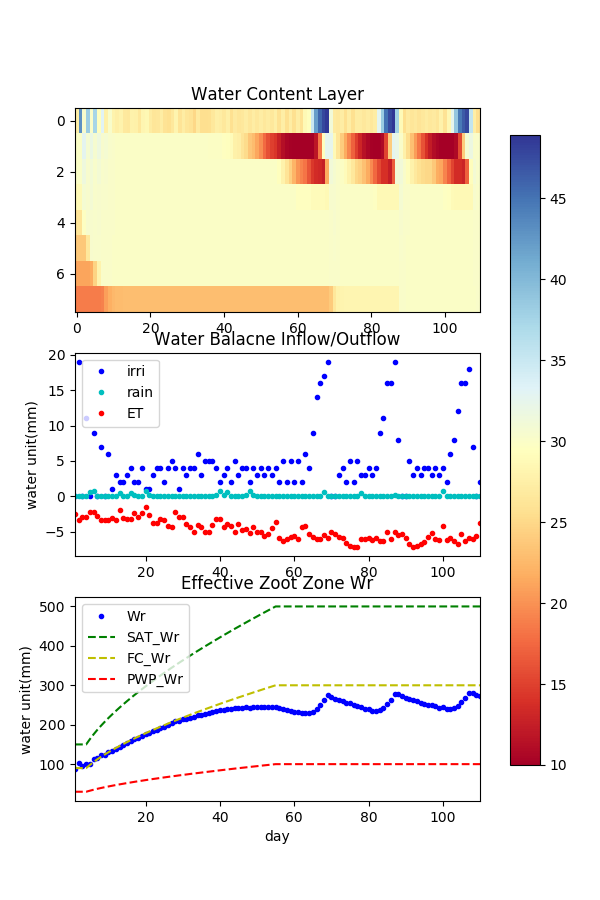 Water Content Layer
0
2
4
6
0 20 40 60 80 100
45
40
35
30
25
20
15
10
Water Balacne Inflow/Outflow
water unit(mm)
20
15
10
5
0
−5
irri
rain
ET
20 40 60 80 100
Effective Zoot Zone Wr
water unit(mm)
500
400
300
200
100
Wr
SAT_Wr
FC_Wr
PWP_Wr
20 40 60 80 100
day